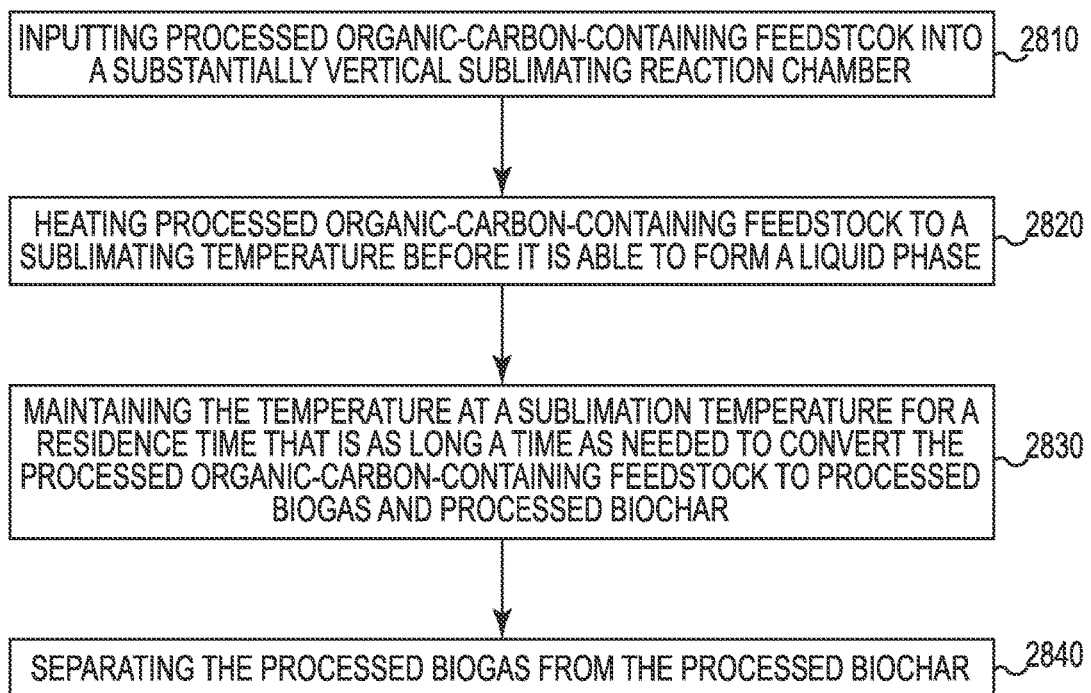 INPUTTING PROCESSED ORGANIC-CARBON-CONTAINING FEEDSTCOK INTO
A SUBSTANTIALLY VERTICAL SUBLIMATING REACTION CHAMBER
2810
HEATING PROCESSED ORGANIC-CARBON-CONTAINING FEEDSTOCK TO A
SUBLIMATING TEMPERATURE BEFORE IT IS ABLE TO FORM A LIQUID PHASE
2820
MAINTAINING THE TEMPERATURE AT A SUBLIMATION TEMPERATURE FOR A
RESIDENCE TIME THAT IS AS LONG A TIME AS NEEDED TO CONVERT THE
PROCESSED ORGANIC-CARBON-CONTAINING FEEDSTOCK TO PROCESSED
BIOGAS AND PROCESSED BIOCHAR
2830
SEPARATING THE PROCESSED BIOGAS FROM THE PROCESSED BIOCHAR
2840